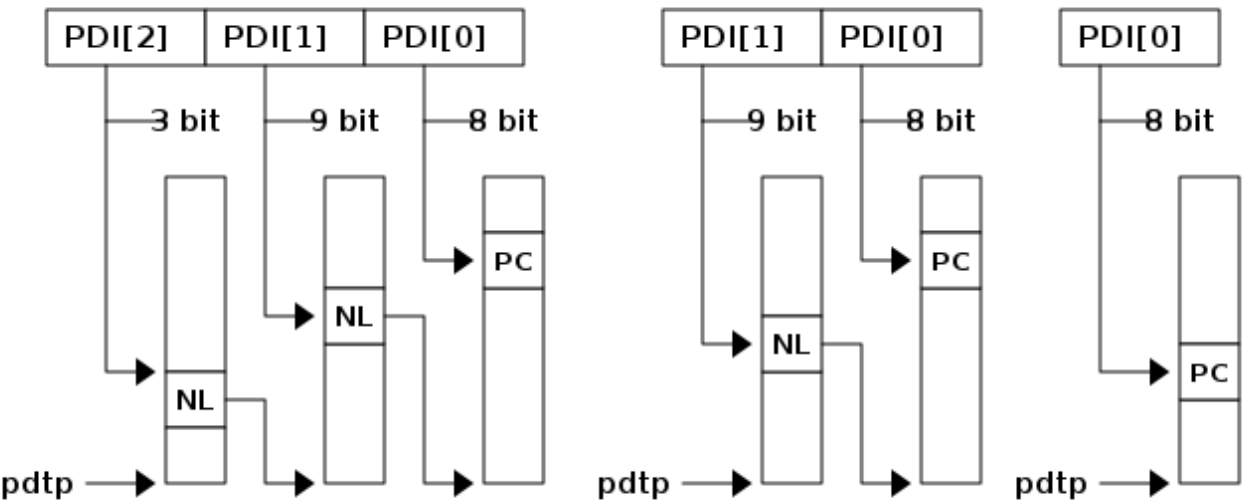 PDI[2] PDI[1] PDI[0] PDI[1] PDI[0] PDI[0]
3 bit 9 bit 8 bit 9 bit 8 bit 8 bit
PC PC
NL NL
PC
NL
pdtp pdtp pdtp